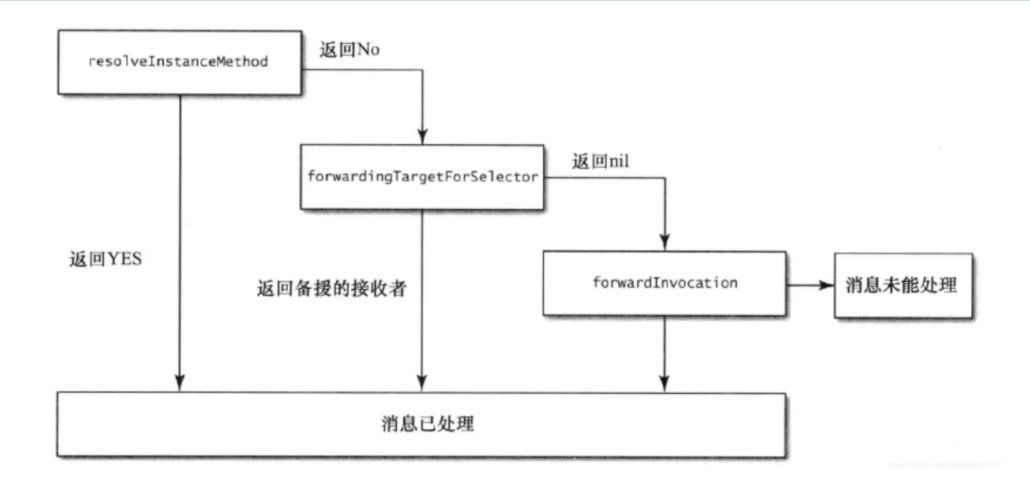 返回No
resolveInstanceMethod
返回nil
forwardingTargetForSelector
返回YES
返回备援的接收者
forwardInvocation
消息未能处理
消息已处理